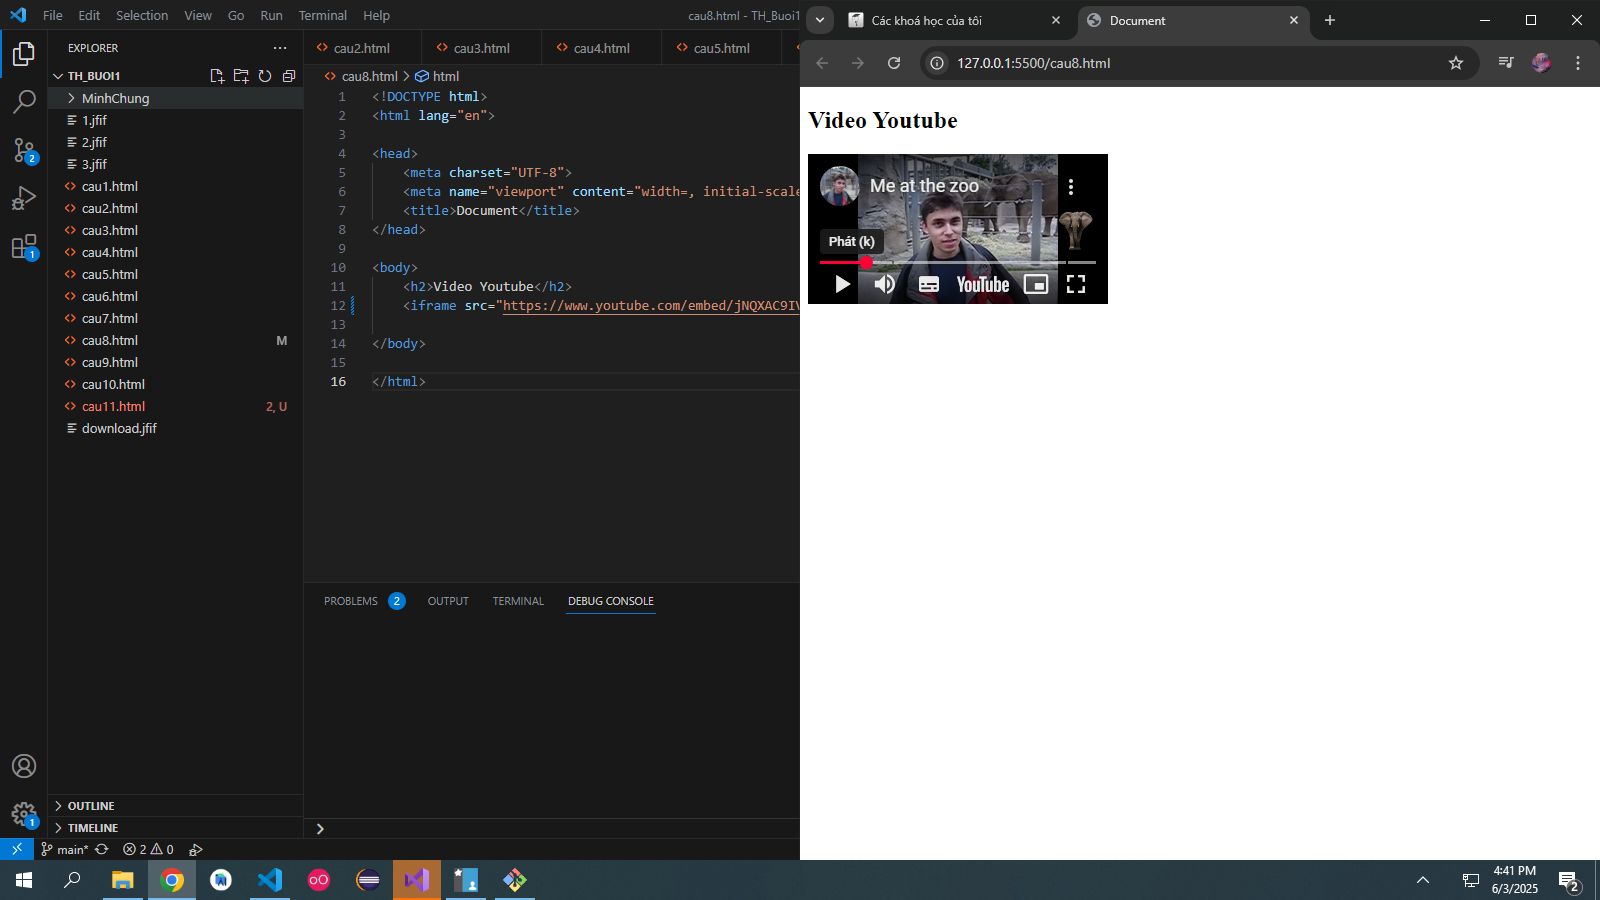 File Edit Selection View Go Run Terminal Help cau8.html - TH_Buoi1
EXPLORER
TH_BUOI1
MinhChung
1.jfif
2.jfif
3.jfif
cau1.html
cau2.html
cau3.html
cau4.html
cau5.html
cau6.html
cau7.html
cau8.html M
cau9.html
cau10.html
cau11.html 2, U
download.jfif
OUTLINE
TIMELINE
2
1
1
cau2.html cau3.html cau4.html cau5.html
cau8.html > html
1 <!DOCTYPE html>
2 <html lang="en">
3
4 <head>
5 <meta charset="UTF-8">
6 <meta name="viewport" content="width=, initial-scale
7 <title>Document</title>
8 </head>
9
10 <body>
11 <h2>Video Youtube</h2>
12 <iframe src="https://www.youtube.com/embed/jNQXAC9IV
13
14 </body>
15
16 </html>
PROBLEMS 2 OUTPUT TERMINAL DEBUG CONSOLE
main* 2 0
Các khoá học của tôi
Document
127.0.0.1:5500/cau8.html
Video Youtube
Me at the zoo
Phát (k)
YouTube
4:41 PM
6/3/2025
2